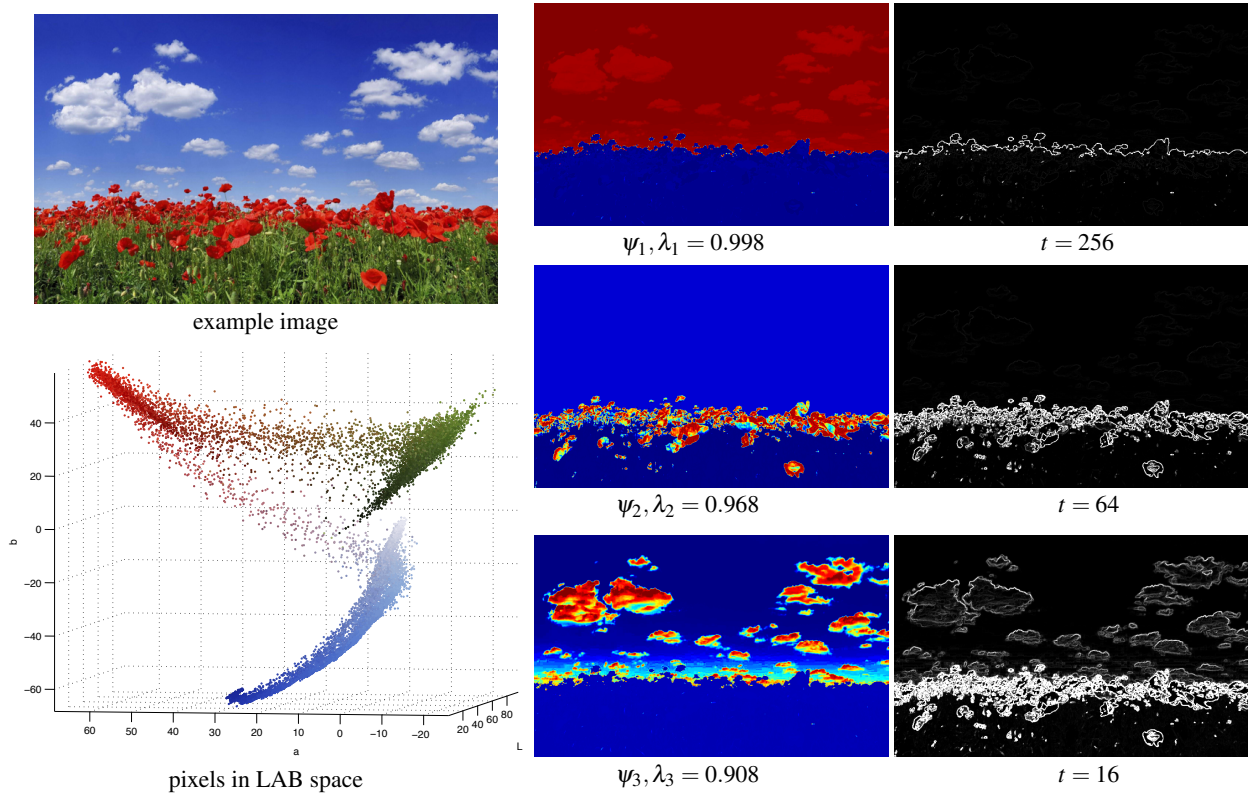 example image
40
20
0
−20
−40
−60
b
60
50
40
30
20
10
0
−10
−20
a
20 40 60 80
L
pixels in LAB space
ψ₁, λ₁ = 0.998
t = 256
ψ₂, λ₂ = 0.968
t = 64
ψ₃, λ₃ = 0.908
t = 16